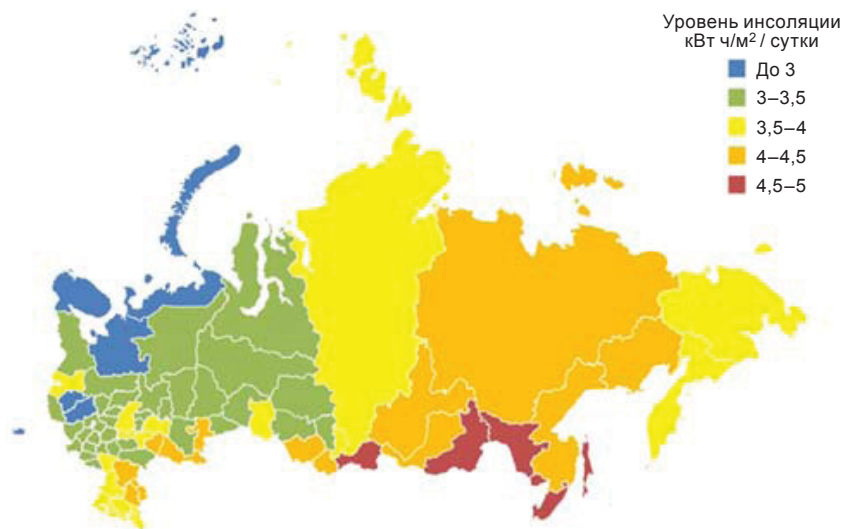 Уровень инсоляции
кВт ч/м² / сутки
До 3
3–3,5
3,5–4
4–4,5
4,5–5